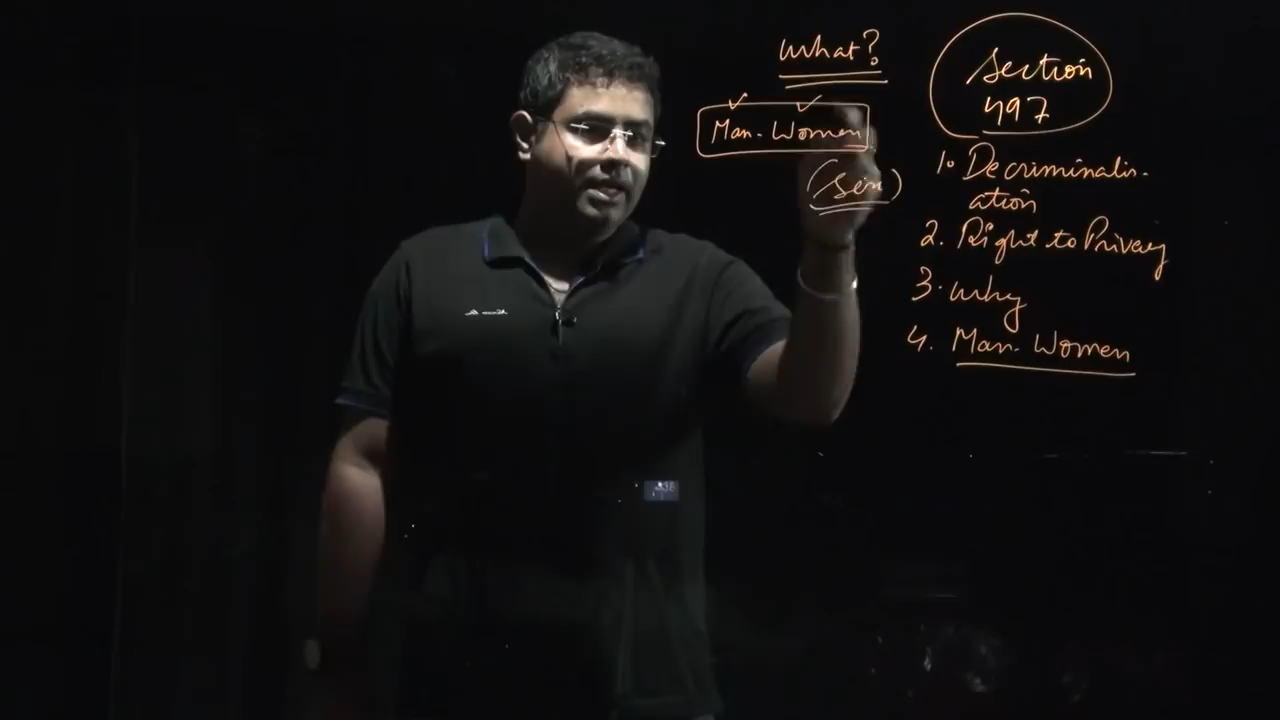 What?
Man-Women
(Sex)
Section
497
1. Decriminalis-
ation
2. Right to Privacy
3. Why
4. Man-Women